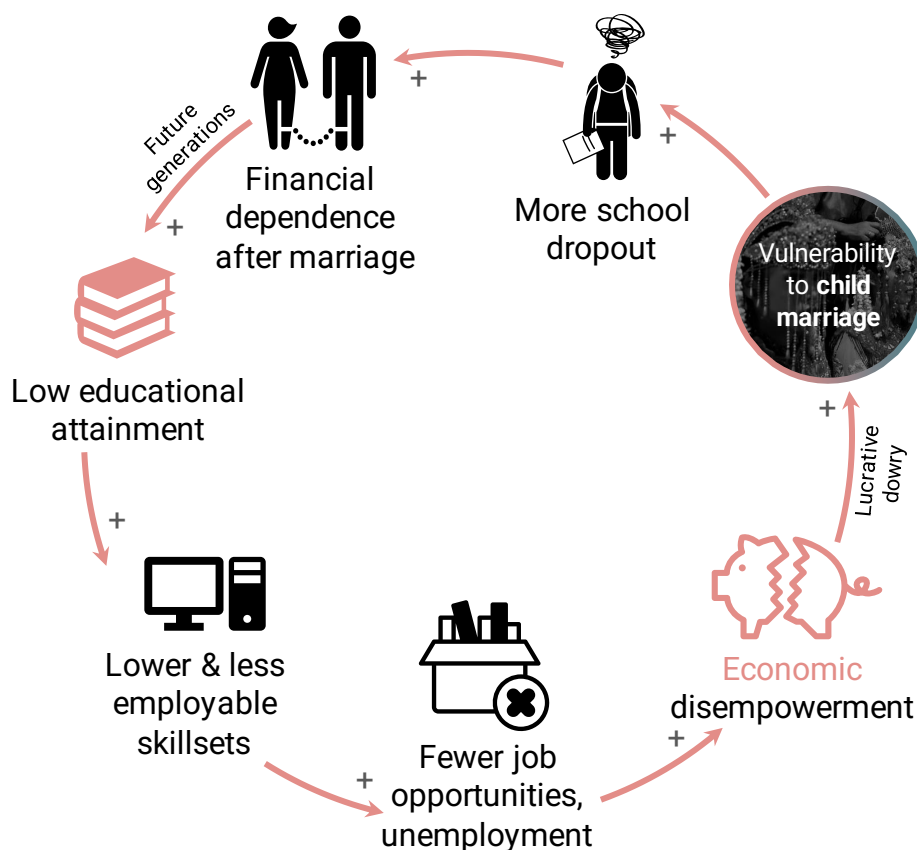 +
+
+
Future
generations
Financial
dependence
after marriage
More school
dropout
Vulnerability
to child
marriage
+
Low educational
attainment
+
Lucrative
dowry
+
Lower & less
employable
skillsets
Economic
disempowerment
+
+
Fewer job
opportunities,
unemployment